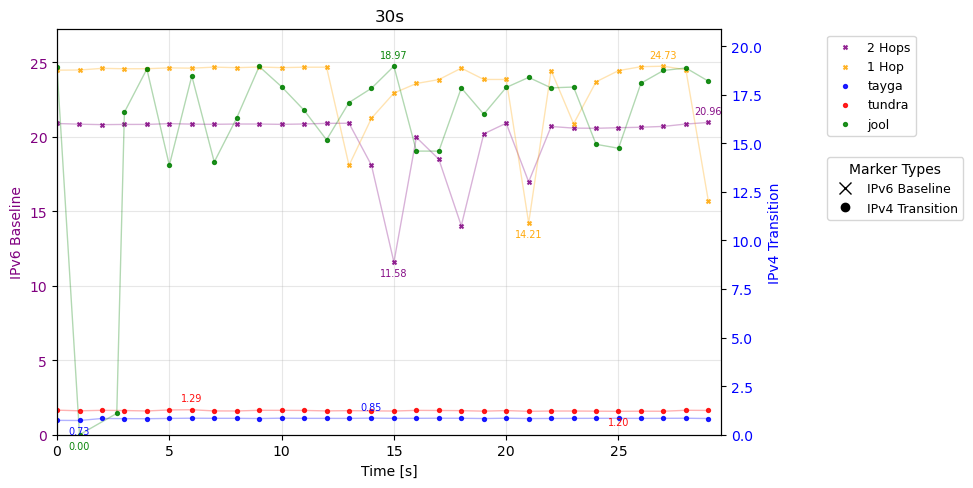 30s
IPv6 Baseline
25
20
15
10
5
0
0
5
10
15
20
25
Time [s]
20.0
17.5
15.0
12.5
10.0
7.5
5.0
2.5
0.0
IPv4 Transition
18.97
24.73
20.96
14.21
11.58
1.29
0.85
1.20
0.73
0.00
2 Hops
1 Hop
tayga
tundra
jool
Marker Types
IPv6 Baseline
IPv4 Transition